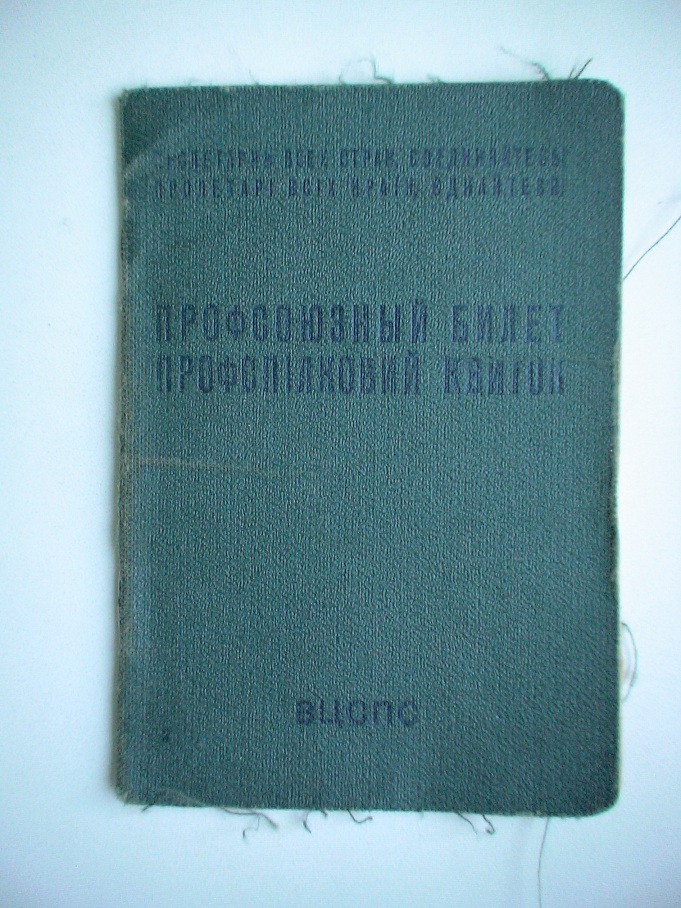 ПРОЛЕТАРИИ ВСЕХ СТРАН, СОЕДИНЯЙТЕСЬ
ПРОЛЕТАРІ ВСІХ КРАЇН, ЄДНАЙТЕСЯ
ПРОФСОЮЗНЫЙ БИЛЕТ
ПРОФСПІЛКОВИЙ КВИТОК
ВЦСПС